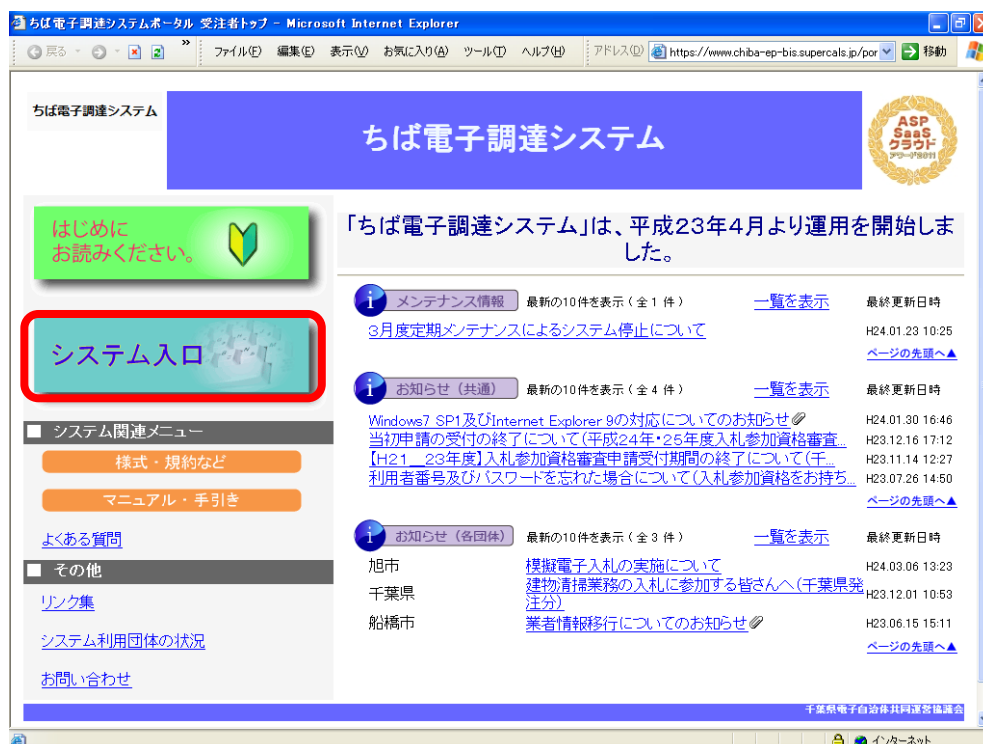 ちば電子調達システムポータル 受注者トップ - Microsoft Internet Explorer
戻る ファイル(F) 編集(E) 表示(V) お気に入り(A) ツール(T) ヘルプ(H) アドレス(D) https://www.chiba-ep-bis.supercals.jp/por 移動
ちば電子調達システム
ちば電子調達システム
ASP
SaaS
クラウド
アワード2011
はじめに
お読みください。
システム入口
■ システム関連メニュー
様式・規約など
マニュアル・手引き
よくある質問
■ その他
リンク集
システム利用団体の状況
お問い合わせ
「ちば電子調達システム」は、平成23年4月より運用を開始しま
した。
i メンテナンス情報 最新の10件を表示(全 1 件) 一覧を表示 最終更新日時
3月度定期メンテナンスによるシステム停止について H24.01.23 10:25
ページの先頭へ▲
i お知らせ（共通） 最新の10件を表示(全 4 件) 一覧を表示 最終更新日時
Windows7 SP1及びInternet Explorer 9の対応についてのお知らせ H24.01.30 16:46
当初申請の受付の終了について(平成24年・25年度入札参加資格審査... H23.12.16 17:12
【H21__23年度】入札参加資格審査申請受付期間の終了について(千... H23.11.14 12:27
利用者番号及びパスワードを忘れた場合について(入札参加資格をお持ち... H23.07.26 14:50
ページの先頭へ▲
i お知らせ（各団体） 最新の10件を表示(全 3 件) 一覧を表示 最終更新日時
旭市 模擬電子入札の実施について H24.03.06 13:23
千葉県 建物清掃業務の入札に参加する皆さんへ(千葉県発
注分) H23.12.01 10:53
船橋市 業者情報移行についてのお知らせ H23.06.15 15:11
ページの先頭へ▲
千葉県電子自治体共同運営協議会
インターネット